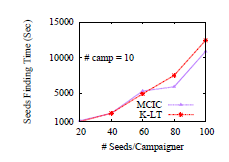 15000
Seeds Finding Time (Sec)
# camp = 10
10000
5000
MCIC
K-LT
1000
20 40 60 80 100
# Seeds/Campaigner